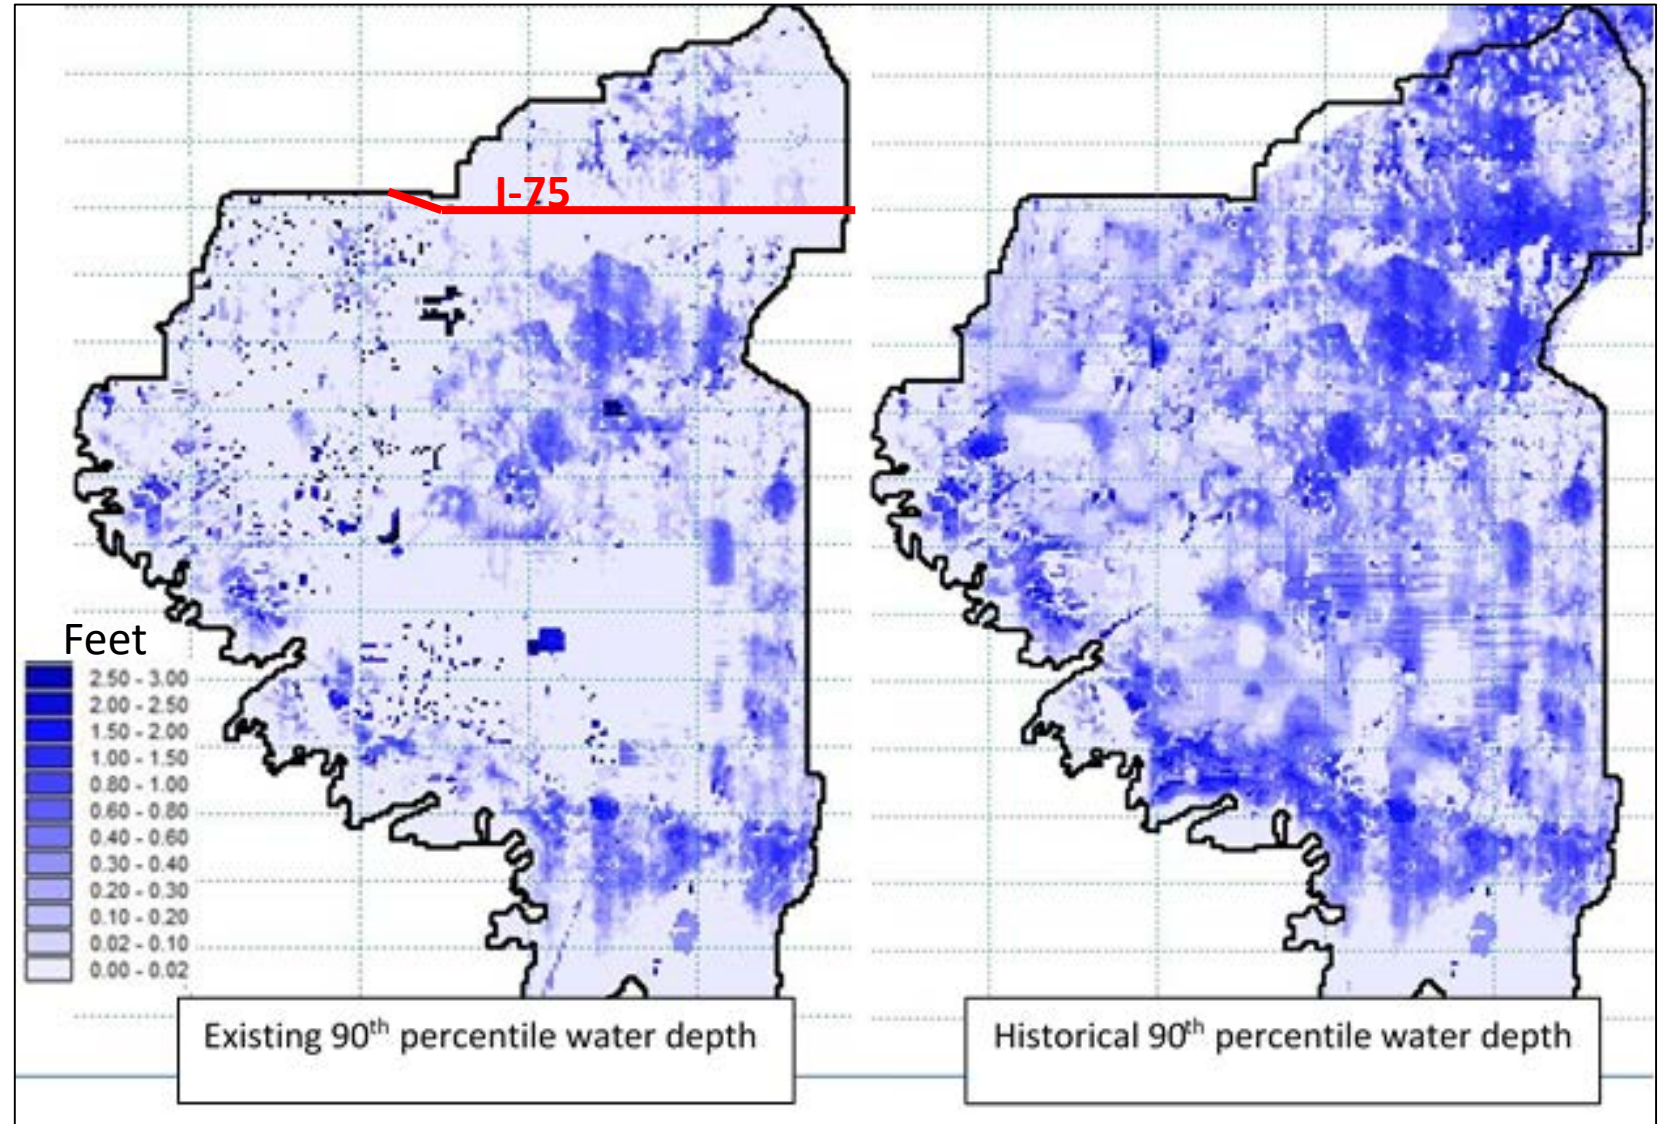 I-75
Feet
2.50 - 3.00
2.00 - 2.50
1.50 - 2.00
1.00 - 1.50
0.80 - 1.00
0.60 - 0.80
0.40 - 0.60
0.30 - 0.40
0.20 - 0.30
0.10 - 0.20
0.02 - 0.10
0.00 - 0.02
Existing 90th percentile water depth
Historical 90th percentile water depth